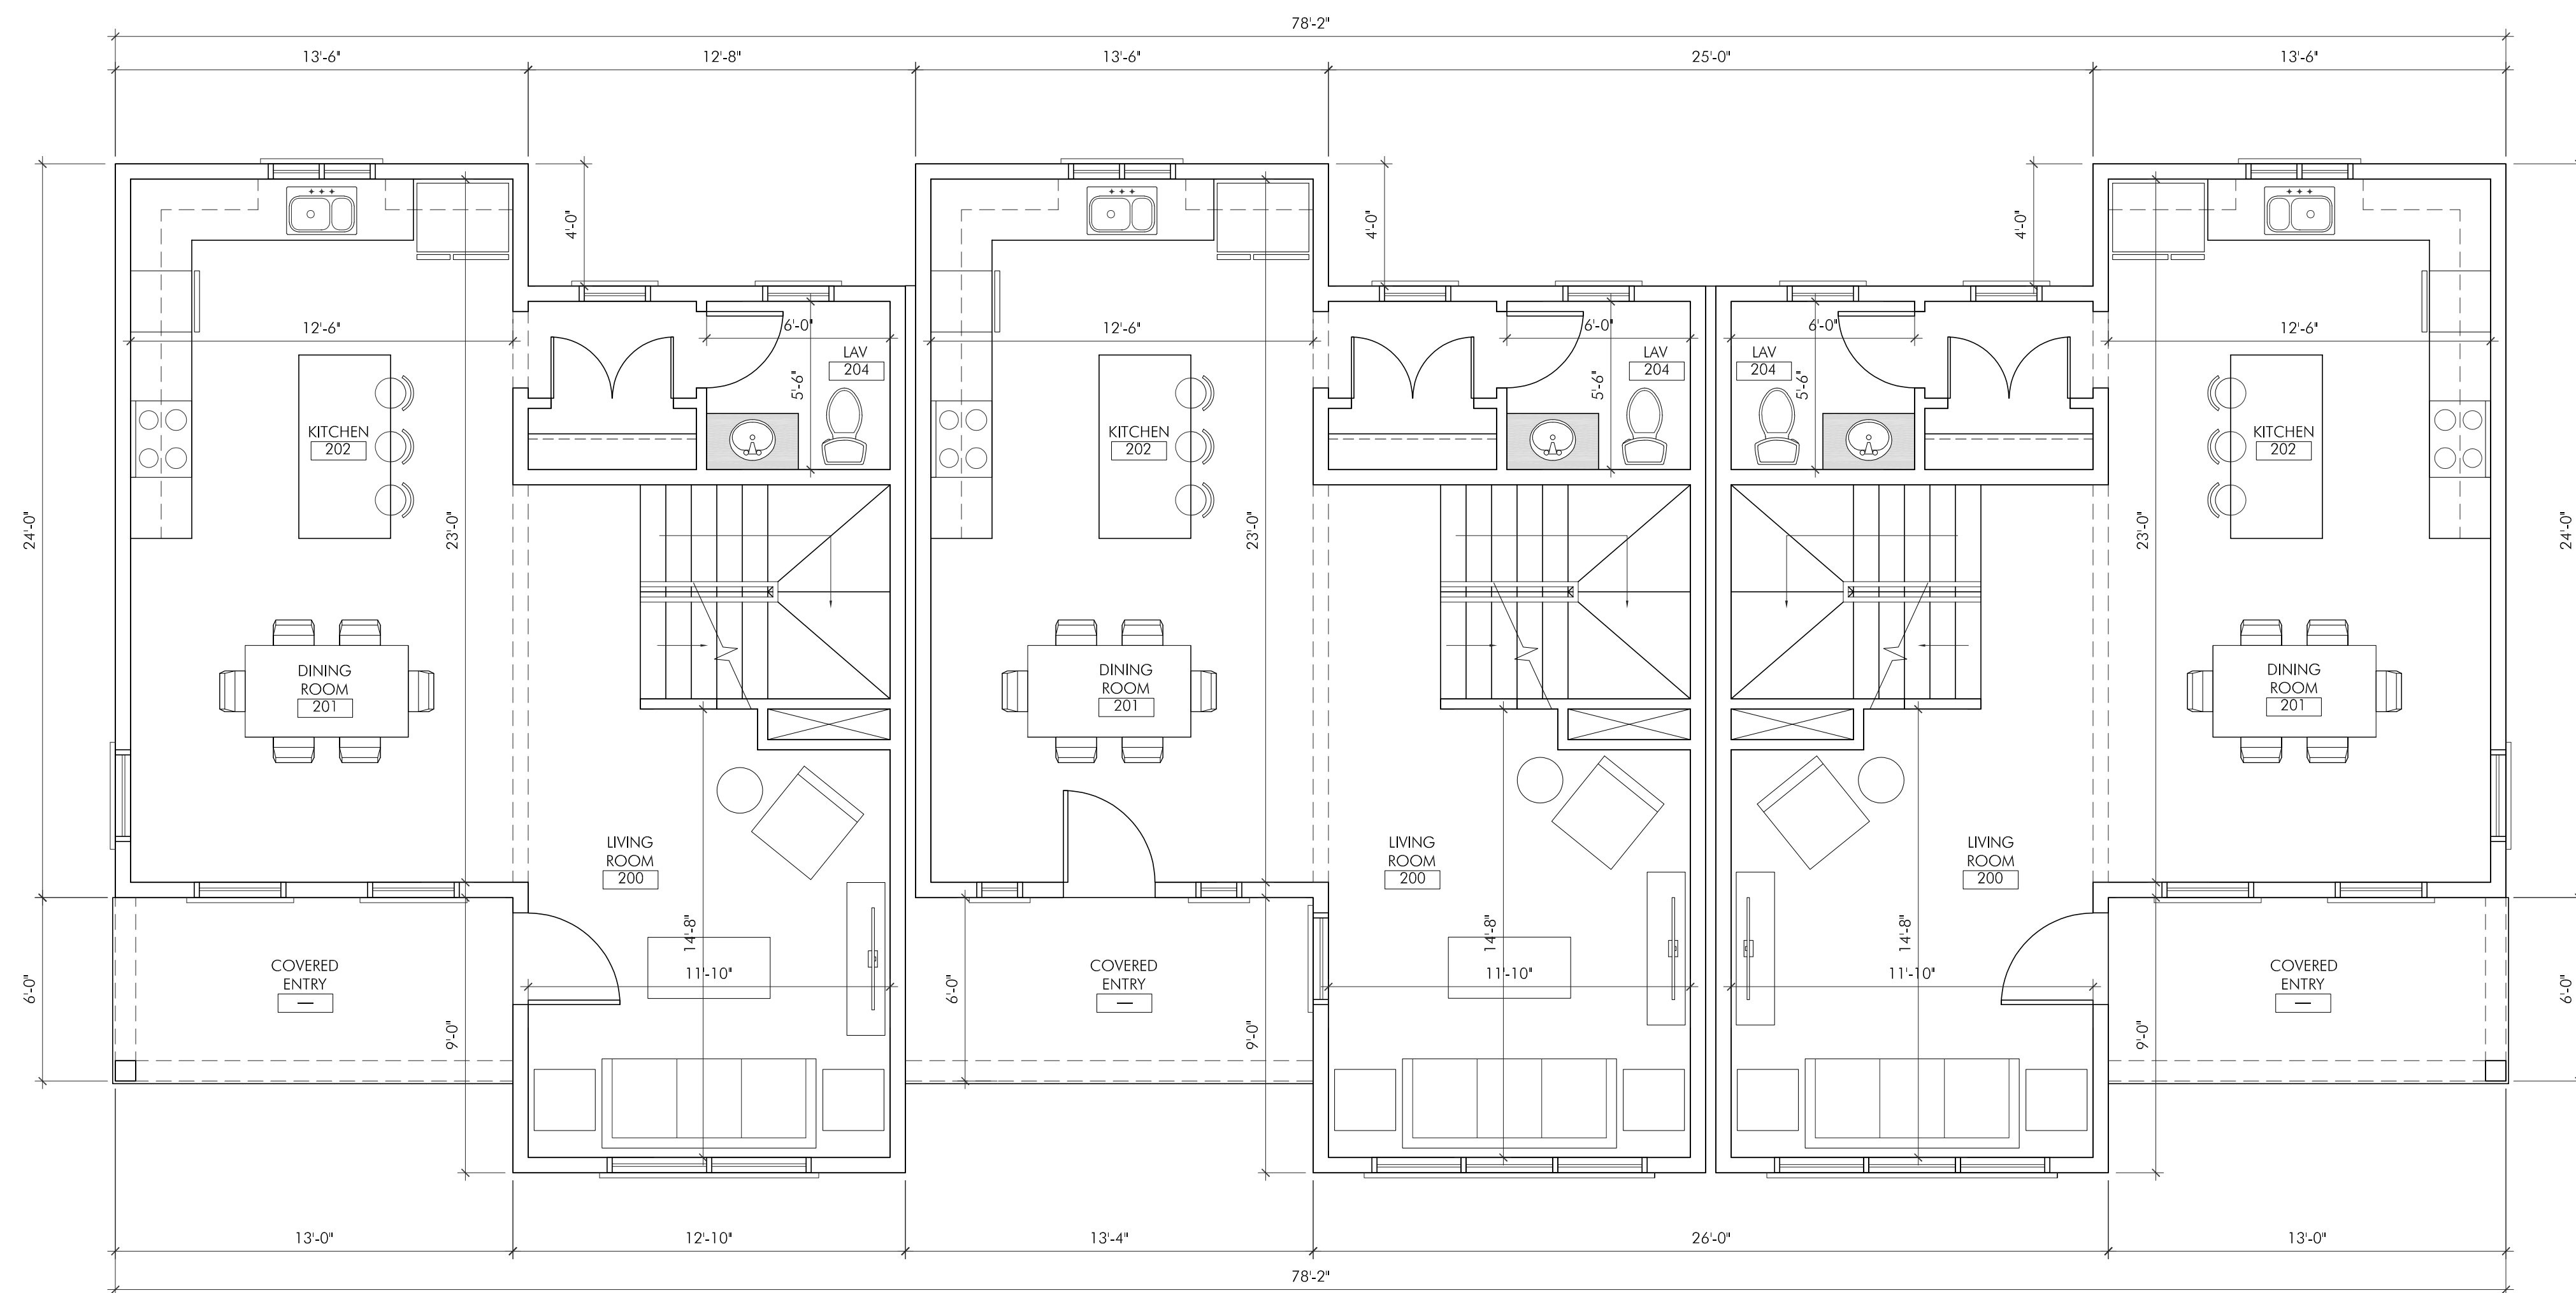 78'-2"
13'-6"
12'-8"
13'-6"
25'-0"
13'-6"
4'-0"
4'-0"
4'-0"
12'-6"
6'-0"
12'-6"
6'-0"
6'-0"
12'-6"
LAV
204
LAV
204
LAV
204
5'-6"
5'-6"
5'-6"
KITCHEN
202
KITCHEN
202
KITCHEN
202
24'-0"
23'-0"
23'-0"
23'-0"
24'-0"
DINING
ROOM
201
DINING
ROOM
201
DINING
ROOM
201
LIVING
ROOM
200
LIVING
ROOM
200
LIVING
ROOM
200
14'-8"
14'-8"
14'-8"
11'-10"
11'-10"
11'-10"
COVERED
ENTRY
—
COVERED
ENTRY
—
COVERED
ENTRY
—
6'-0"
6'-0"
6'-0"
9'-0"
9'-0"
9'-0"
13'-0"
12'-10"
13'-4"
26'-0"
13'-0"
78'-2"